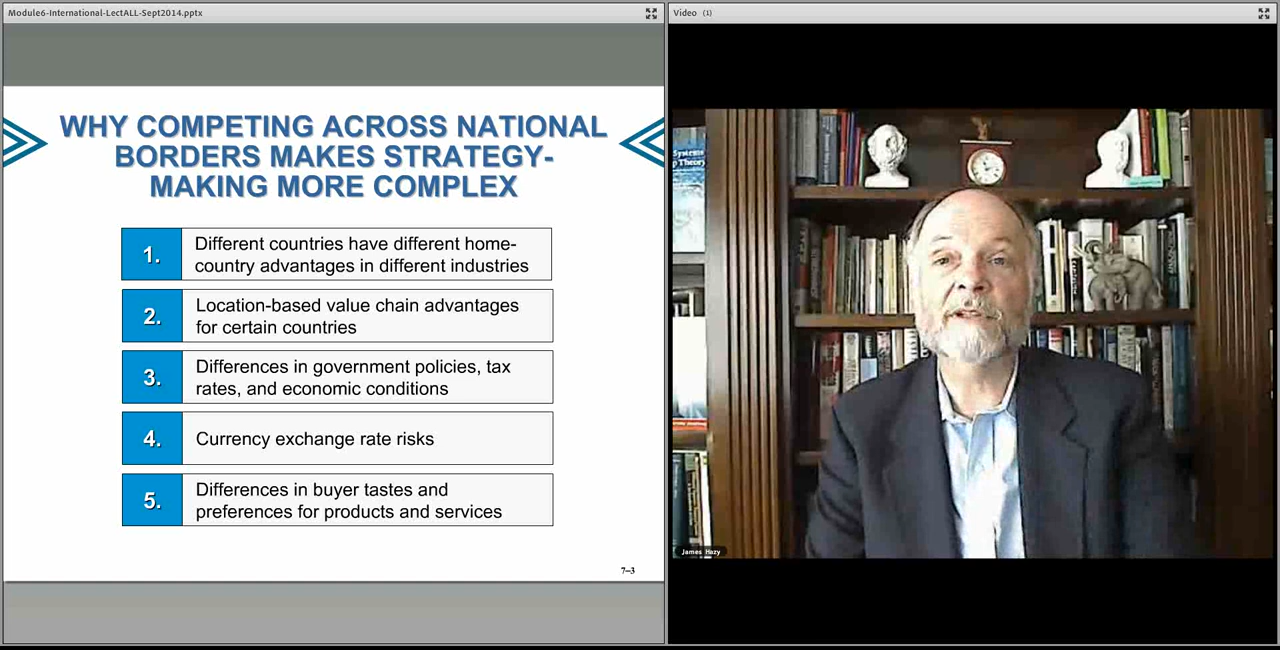 Module6-International-LectALL-Sept2014.pptx
Video (1)
WHY COMPETING ACROSS NATIONAL
BORDERS MAKES STRATEGY-
MAKING MORE COMPLEX
1.
Different countries have different home-
country advantages in different industries
2.
Location-based value chain advantages
for certain countries
3.
Differences in government policies, tax
rates, and economic conditions
4.
Currency exchange rate risks
5.
Differences in buyer tastes and
preferences for products and services
7–3
Systems
Theory
James Hazy